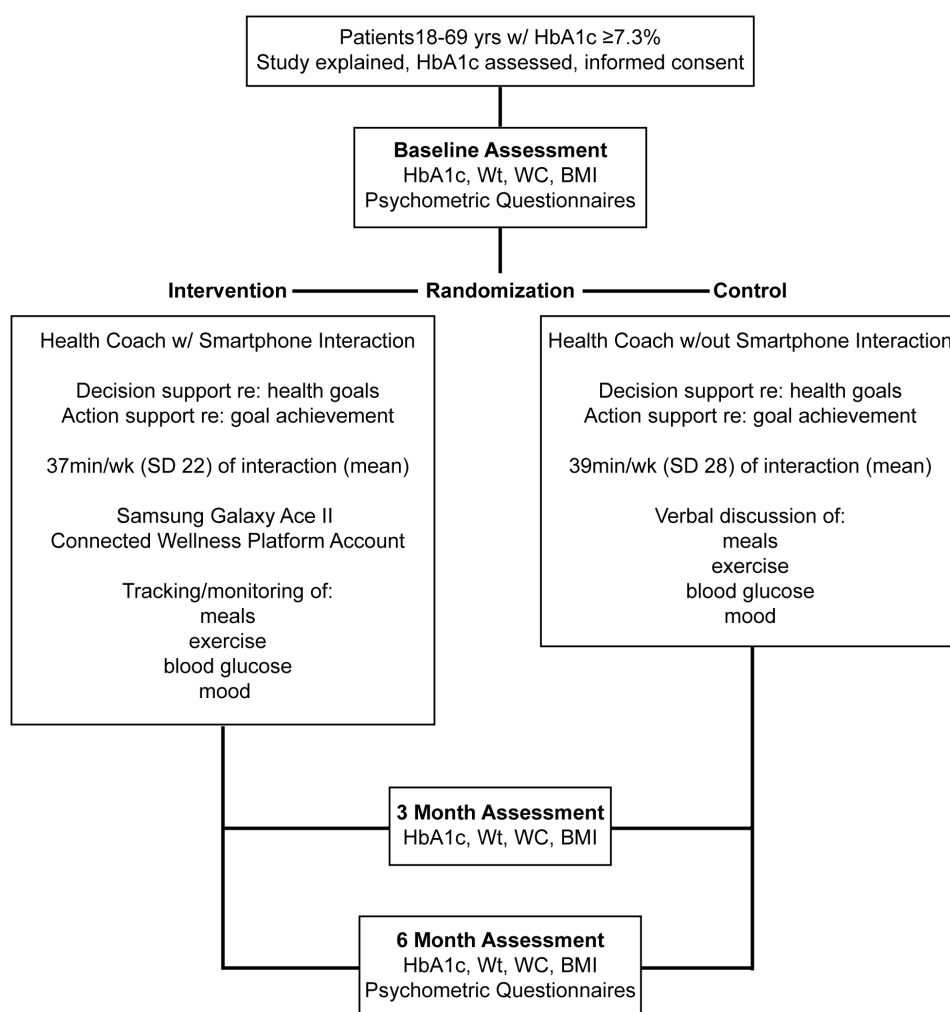 Patients18-69 yrs w/ HbA1c ≥7.3%
Study explained, HbA1c assessed, informed consent
Baseline Assessment
HbA1c, Wt, WC, BMI
Psychometric Questionnaires
Intervention
Randomization
Control
Health Coach w/ Smartphone Interaction
Decision support re: health goals
Action support re: goal achievement
37min/wk (SD 22) of interaction (mean)
Samsung Galaxy Ace II
Connected Wellness Platform Account
Tracking/monitoring of:
meals
exercise
blood glucose
mood
Health Coach w/out Smartphone Interaction
Decision support re: health goals
Action support re: goal achievement
39min/wk (SD 28) of interaction (mean)
Verbal discussion of:
meals
exercise
blood glucose
mood
3 Month Assessment
HbA1c, Wt, WC, BMI
6 Month Assessment
HbA1c, Wt, WC, BMI
Psychometric Questionnaires